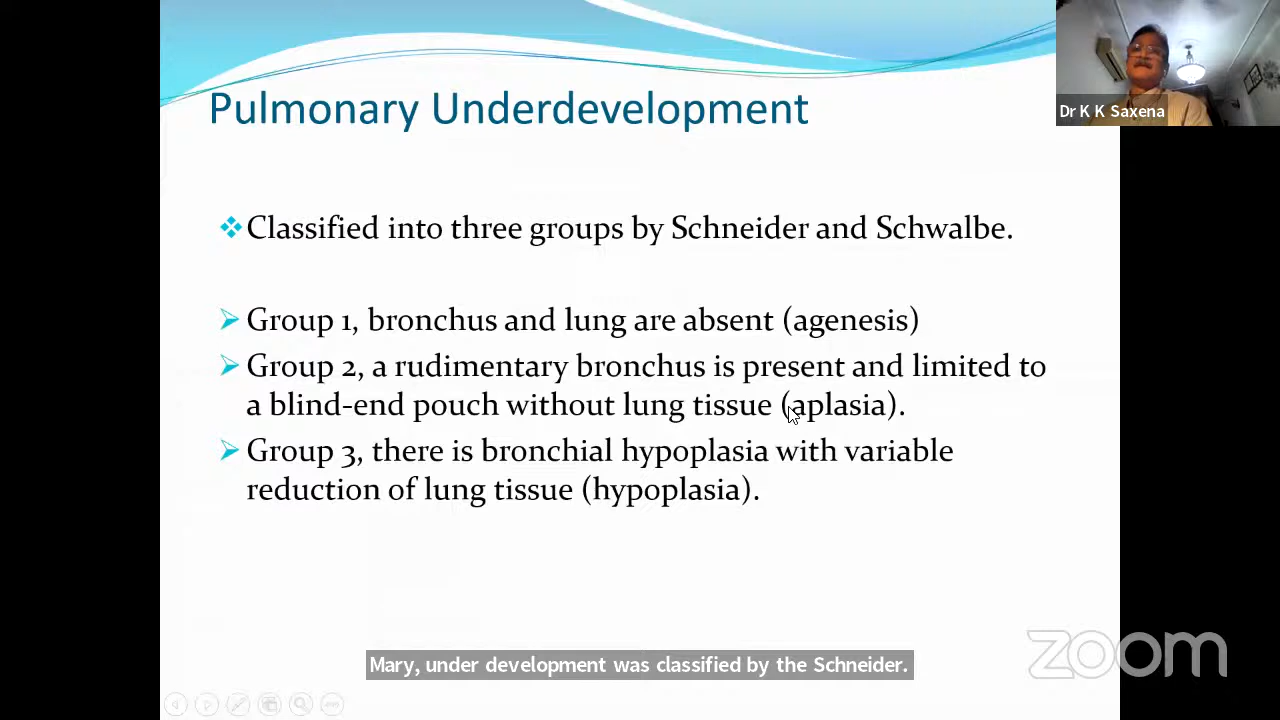 Pulmonary Underdevelopment
Dr K K Saxena
Classified into three groups by Schneider and Schwalbe.
Group 1, bronchus and lung are absent (agenesis)
Group 2, a rudimentary bronchus is present and limited to
a blind-end pouch without lung tissue (aplasia).
Group 3, there is bronchial hypoplasia with variable
reduction of lung tissue (hypoplasia).
Mary, under development was classified by the Schneider.
zoom